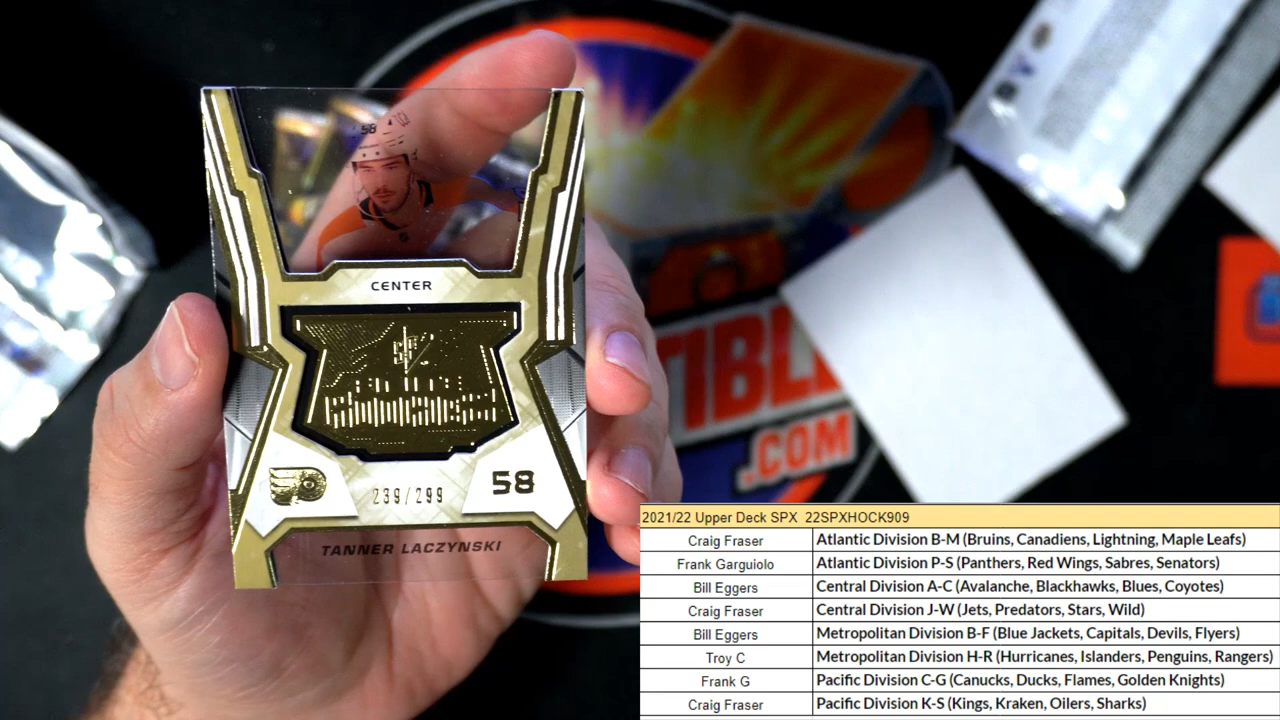 58
CENTER
239/299
58
TANNER LACZYNSKI
TIBL
.COM
2021/22 Upper Deck SPX 22SPXHOCK909
Craig Fraser Atlantic Division B-M (Bruins, Canadiens, Lightning, Maple Leafs)
Frank Garguiolo Atlantic Division P-S (Panthers, Red Wings, Sabres, Senators)
Bill Eggers Central Division A-C (Avalanche, Blackhawks, Blues, Coyotes)
Craig Fraser Central Division J-W (Jets, Predators, Stars, Wild)
Bill Eggers Metropolitan Division B-F (Blue Jackets, Capitals, Devils, Flyers)
Troy C Metropolitan Division H-R (Hurricanes, Islanders, Penguins, Rangers)
Frank G Pacific Division C-G (Canucks, Ducks, Flames, Golden Knights)
Craig Fraser Pacific Division K-S (Kings, Kraken, Oilers, Sharks)